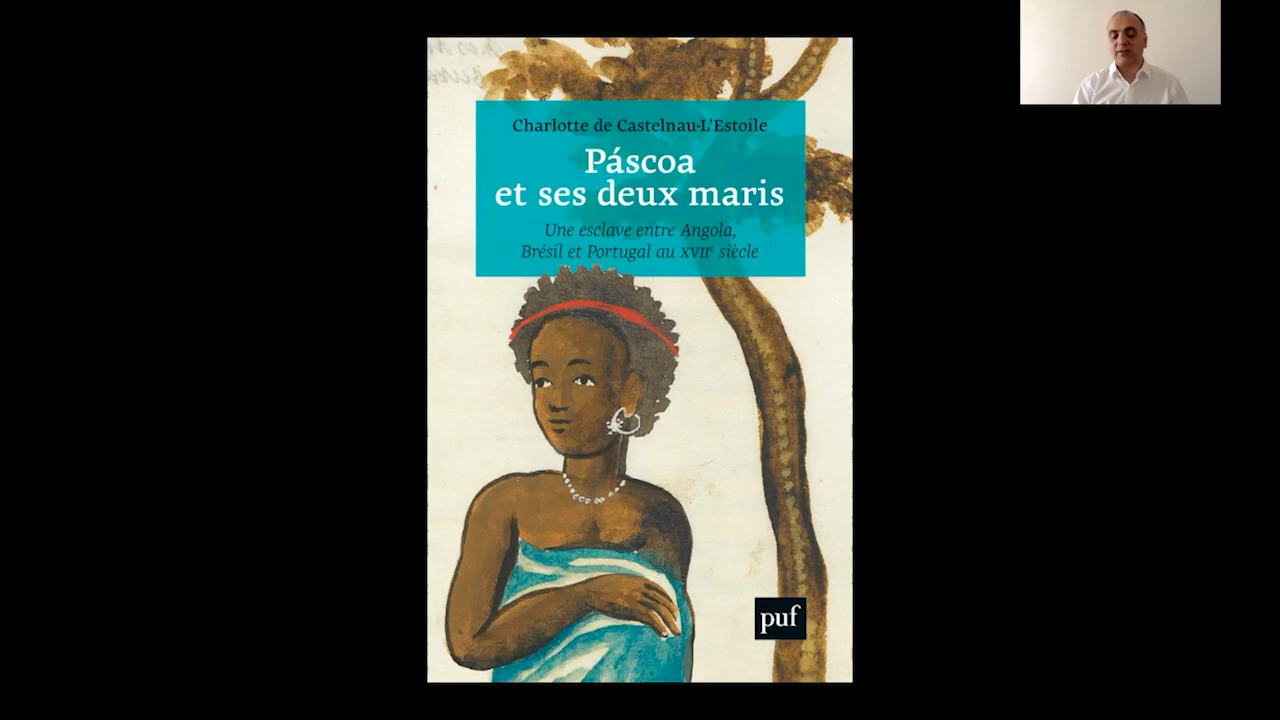 Charlotte de Castelnau-L'Estoile
Páscoa
et ses deux maris
Une esclave entre Angola,
Brésil et Portugal au XVIIᵉ siècle
puf